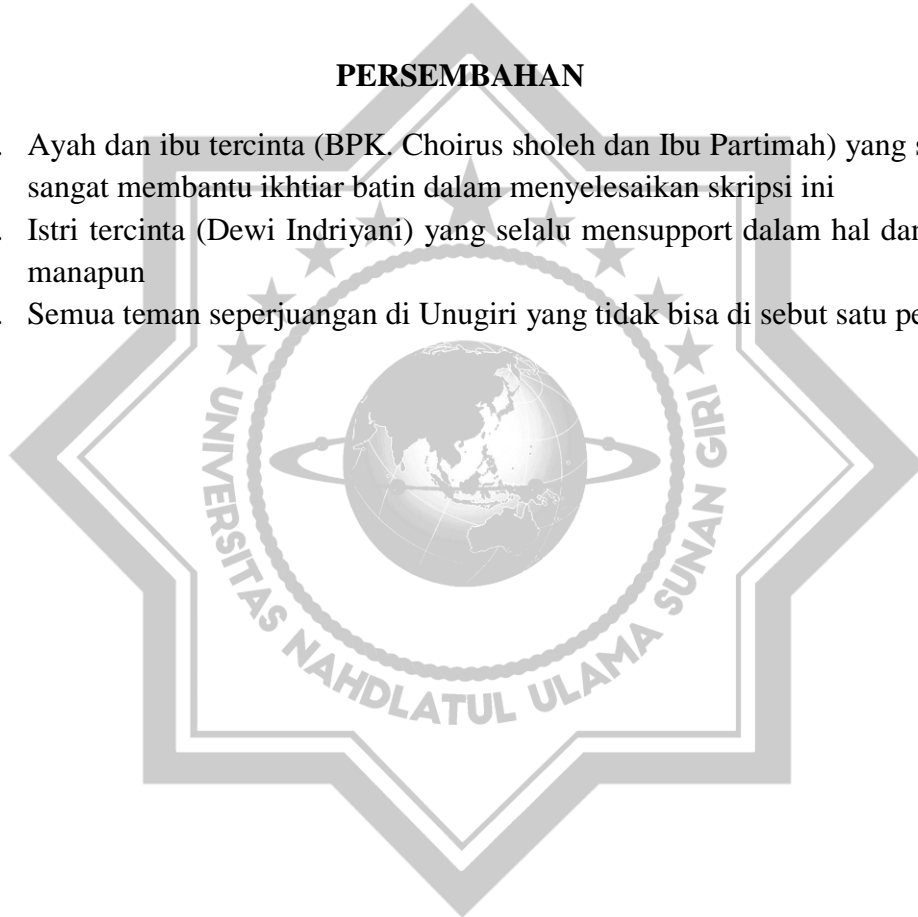 PERSEMBAHAN
. Ayah dan ibu tercinta (BPK. Choirus sholeh dan Ibu Partimah) yang
sangat membantu ikhtiar batin dalam menyelesaikan skripsi ini
. Istri tercinta (Dewi Indriyani) yang selalu mensupport dalam hal
manapun
. Semua teman seperjuangan di Unugiri yang tidak bisa di sebut satu
UNIVERSITAS NAHDLATUL ULAMA SUNAN GIRI